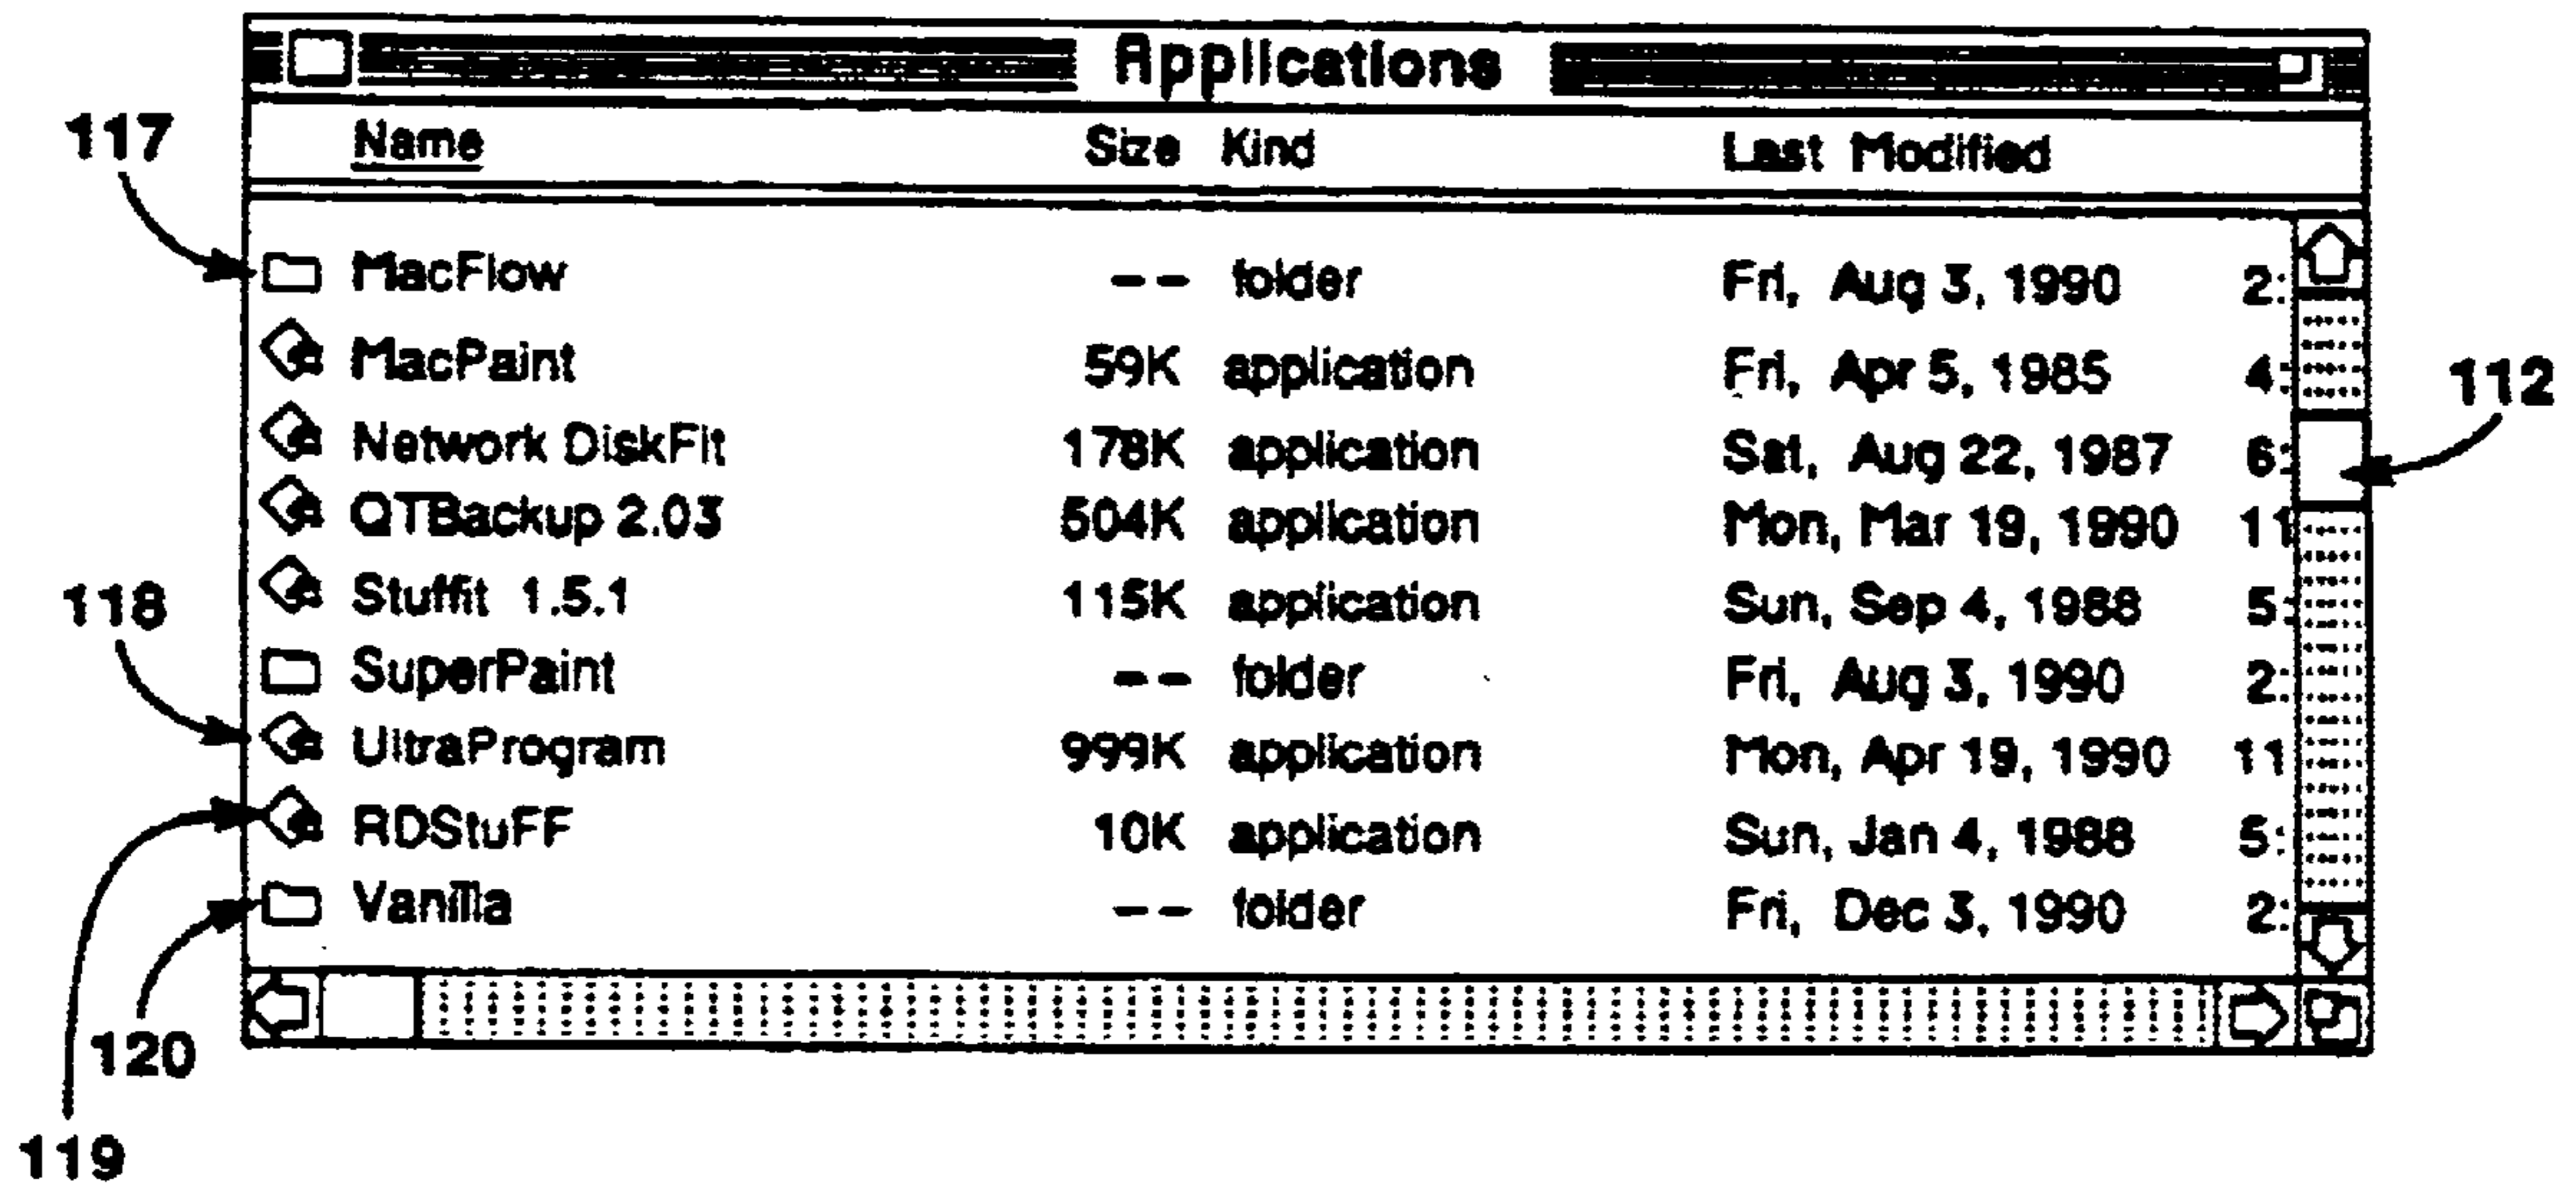 Applications
Name Size Kind Last Modified
117
MacFlow -- folder Fri, Aug 3, 1990 2:
MacPaint 59K application Fri, Apr 5, 1985 4:
112
Network DiskFit 178K application Sat, Aug 22, 1987 6:
QTBackup 2.03 504K application Mon, Mar 19, 1990 11
Stuffit 1.5.1 115K application Sun, Sep 4, 1988 5:
118
SuperPaint -- folder Fri, Aug 3, 1990 2:
UltraProgram 999K application Mon, Apr 19, 1990 11
RDStuFF 10K application Sun, Jan 4, 1988 5:
Vanilla -- folder Fri, Dec 3, 1990 2:
120
119